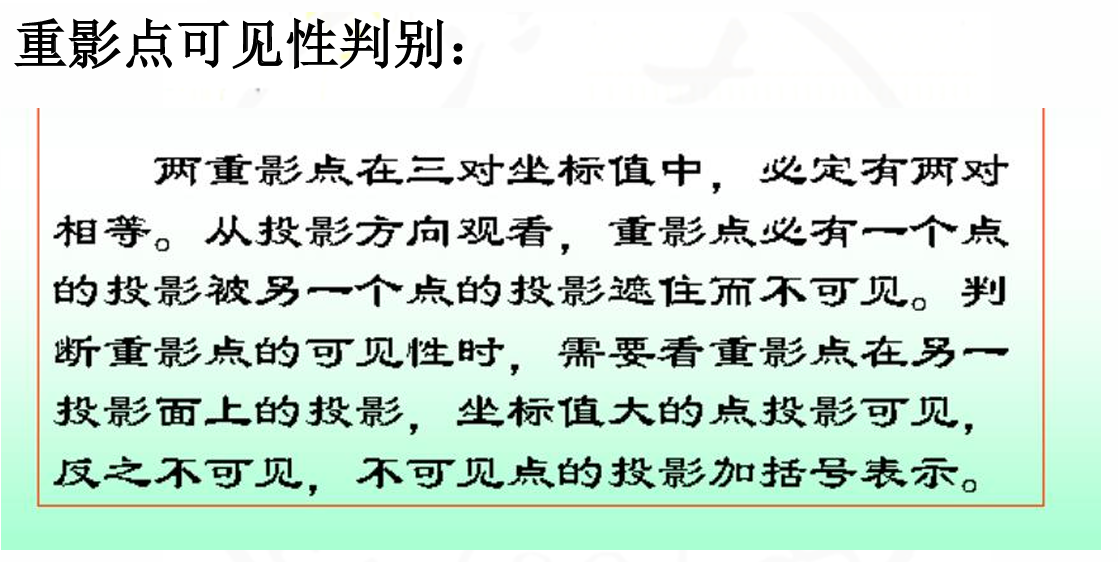 重影点可见性判别：
两重影点在三对坐标值中，必定有两对
相等。从投影方向观看，重影点必有一个点
的投影被另一个点的投影遮住而不可见。判
断重影点的可见性时，需要看重影点在另一
投影面上的投影，坐标值大的点投影可见，
反之不可见，不可见点的投影加括号表示。